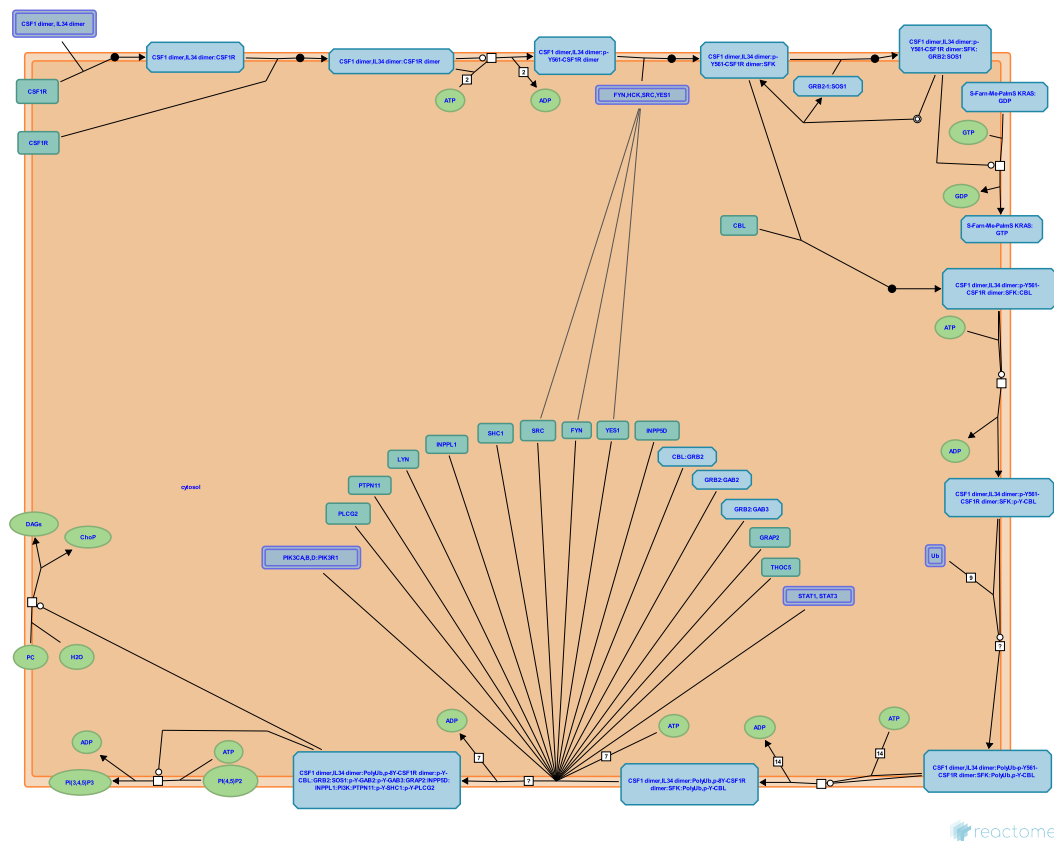 CSF1 dimer, IL34 dimer
CSF1R
CSF1R
CSF1 dimer,IL34 dimer:CSF1R
CSF1 dimer,IL34 dimer:CSF1R dimer
2
ATP
2
ADP
CSF1 dimer,IL34 dimer:p-
Y561-CSF1R dimer
FYN,HCK,SRC,YES1
CSF1 dimer,IL34 dimer:p-
Y561-CSF1R dimer:SFK
GRB2-1:SOS1
CSF1 dimer,IL34 dimer:p-
Y561-CSF1R dimer:SFK:
GRB2:SOS1
S-Farn-Me-PalmS KRAS:
GDP
GTP
GDP
S-Farn-Me-PalmS KRAS:
GTP
CBL
CSF1 dimer,IL34 dimer:p-Y561-
CSF1R dimer:SFK:CBL
ATP
ADP
CSF1 dimer,IL34 dimer:p-Y561-
CSF1R dimer:SFK:p-Y-CBL
Ub
9
?
CSF1 dimer,IL34 dimer:PolyUb-p-Y561-
CSF1R dimer:SFK:PolyUb,p-Y-CBL
ATP
14
ADP
14
CSF1 dimer,IL34 dimer:PolyUb,p-8Y-CSF1R
dimer:SFK:PolyUb,p-Y-CBL
ATP
7
?
7
ADP
PIK3CA,B,D:PIK3R1
PLCG2
PTPN11
LYN
INPPL1
SHC1
SRC
FYN
YES1
INPP5D
CBL:GRB2
GRB2:GAB2
GRB2:GAB3
GRAP2
THOC5
STAT1, STAT3
CSF1 dimer,IL34 dimer:PolyUb,p-8Y-CSF1R dimer:p-Y-
CBL:GRB2:SOS1:p-Y-GAB2:p-Y-GAB3:GRAP2:INPP5D:
INPPL1:PI3K:PTPN11:p-Y-SHC1:p-Y-PLCG2
ATP
PI(4,5)P2
ADP
PI(3,4,5)P3
PC
H2O
DAGs
ChoP
cytosol
reactome